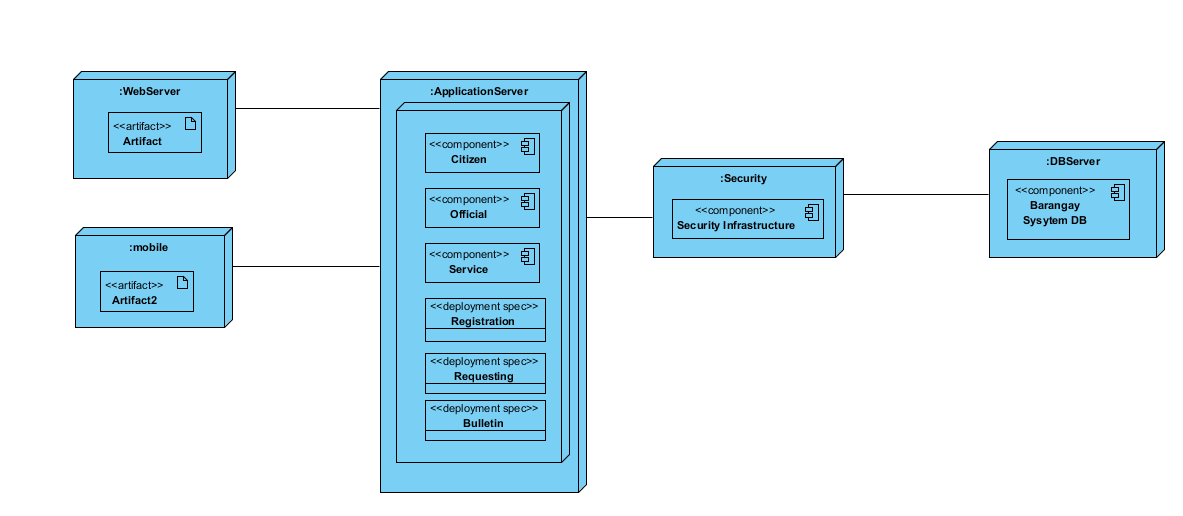 :WebServer
<<artifact>>
Artifact
:mobile
<<artifact>>
Artifact2
:ApplicationServer
<<component>>
Citizen
<<component>>
Official
<<component>>
Service
<<deployment spec>>
Registration
<<deployment spec>>
Requesting
<<deployment spec>>
Bulletin
:Security
<<component>>
Security Infrastructure
:DBServer
<<component>>
Barangay
Sysytem DB